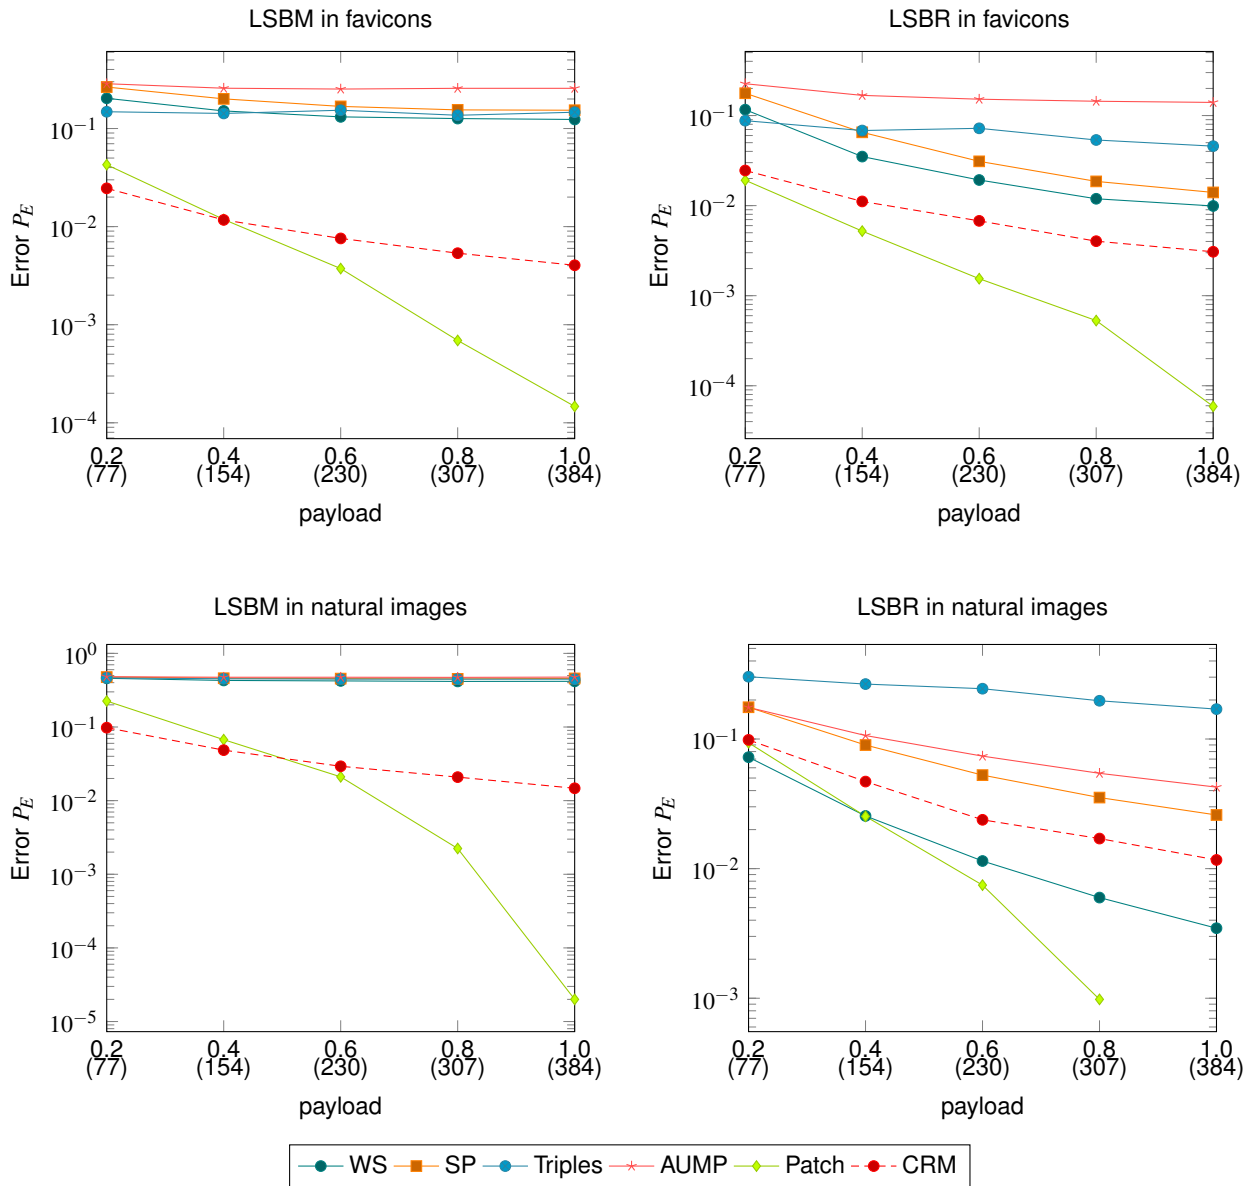 LSBM in favicons
LSBR in favicons
Error P_E
10⁻¹
10⁻²
10⁻³
10⁻⁴
0.2 0.4 0.6 0.8 1.0
(77) (154) (230) (307) (384)
payload
Error P_E
10⁻¹
10⁻²
10⁻³
10⁻⁴
0.2 0.4 0.6 0.8 1.0
(77) (154) (230) (307) (384)
payload
LSBM in natural images
LSBR in natural images
Error P_E
10⁰
10⁻¹
10⁻²
10⁻³
10⁻⁴
10⁻⁵
0.2 0.4 0.6 0.8 1.0
(77) (154) (230) (307) (384)
payload
Error P_E
10⁻¹
10⁻²
10⁻³
0.2 0.4 0.6 0.8 1.0
(77) (154) (230) (307) (384)
payload
WS SP Triples AUMP Patch CRM